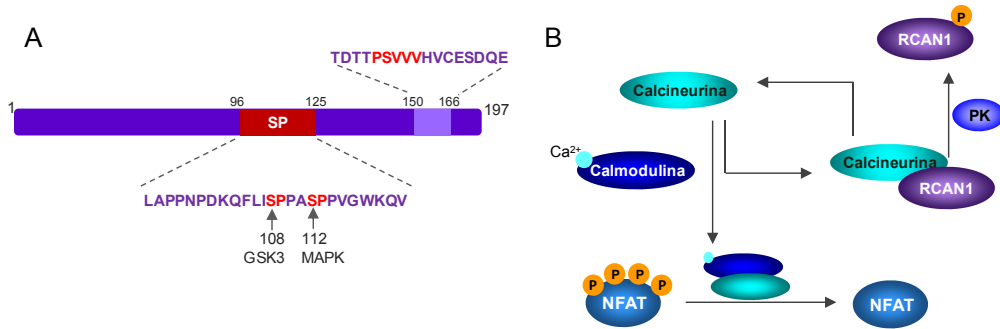 A
TDTTPSVVVHVCESDQE
1
96
125
150
166
197
SP
LAPPNPDKQFLISPPASPPVGWKQV
108
112
GSK3
MAPK
B
P
RCAN1
Calcineurina
PK
Ca²⁺
Calmodulina
Calcineurina
RCAN1
P P P P
NFAT
NFAT